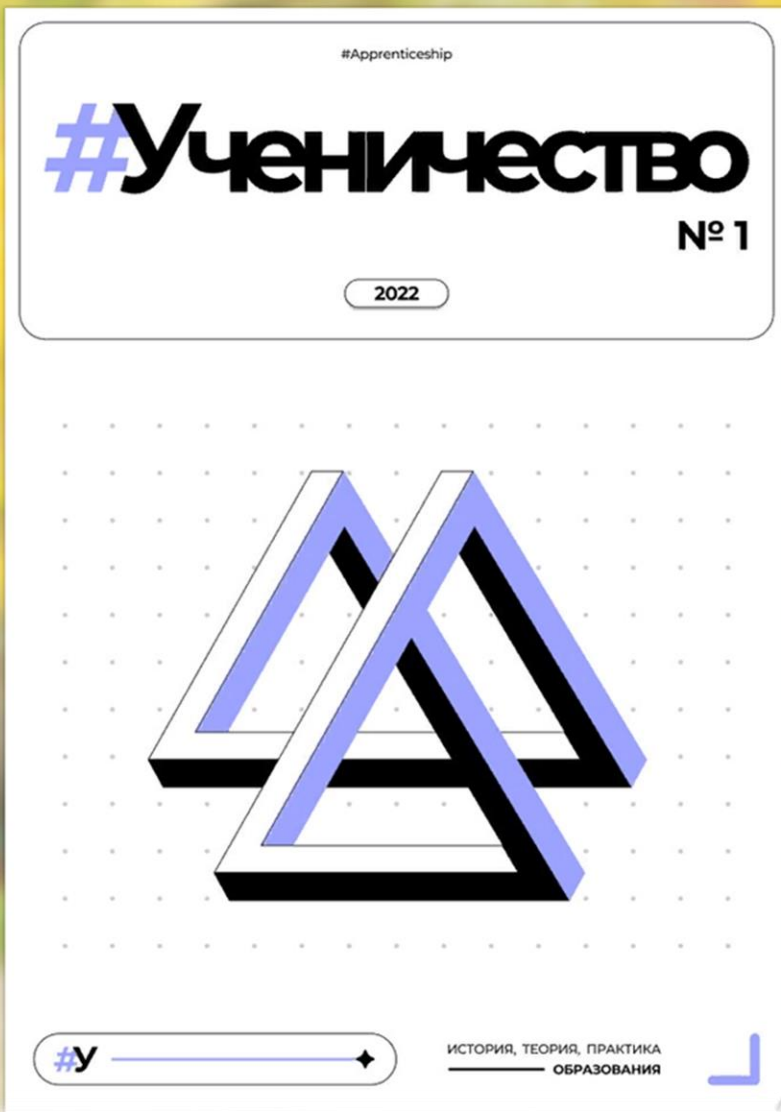 #Apprenticeship
#Ученичество
№ 1
2022
#У
ИСТОРИЯ, ТЕОРИЯ, ПРАКТИКА
ОБРАЗОВАНИЯ